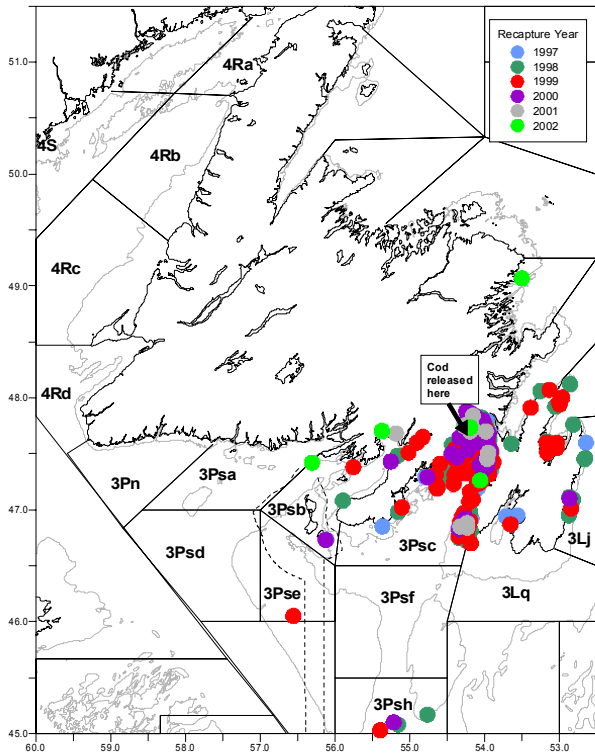 Recapture Year
1997
1998
1999
2000
2001
2002
51.0
50.0
49.0
48.0
47.0
46.0
45.0
4Ra
4S
4Rb
4Rc
4Rd
Cod
released
here
3Pn
3Psa
3Psb
3Psd
3Psc
3Lj
3Pse
3Psf
3Lq
3Psh
60.0
59.0
58.0
57.0
56.0
55.0
54.0
53.0